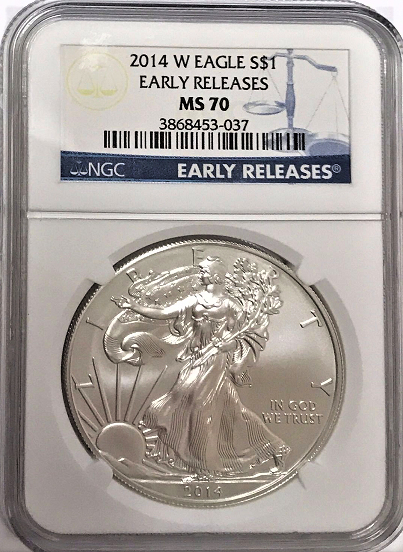 2014 W EAGLE S$1
EARLY RELEASES
MS 70
3868453-037
NGC EARLY RELEASES®
LIBERTY
IN GOD
WE TRUST
2014